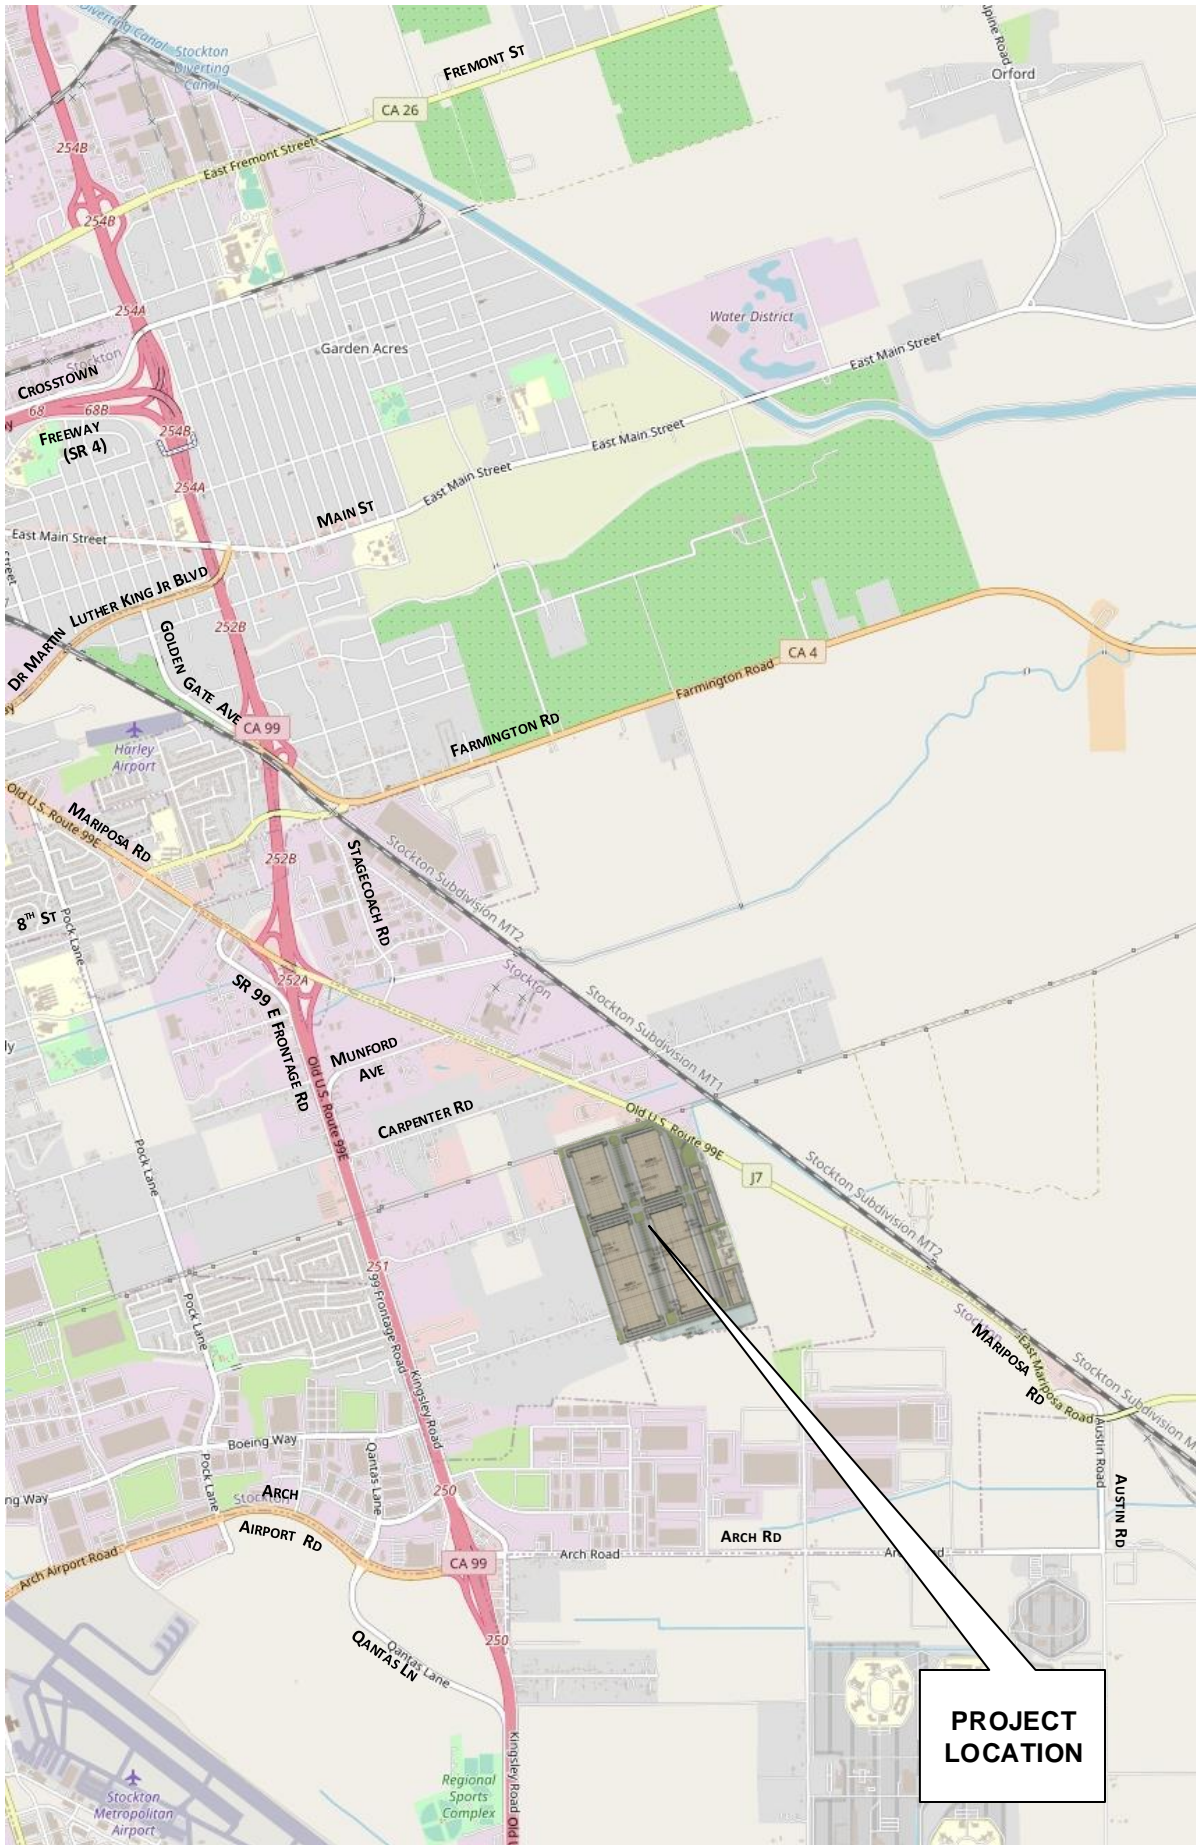 Diverting Canal
Stockton
Diverting
Canal
FREMONT ST
CA 26
Orford
254B
East Fremont Street
254B
254A
Stockton
Garden Acres
Water District
East Main Street
CROSSTOWN
68
68B
FREEWAY
(SR 4)
254B
254A
East Main Street
East Main Street
MAIN ST
East Main Street
DR MARTIN LUTHER KING JR BLVD
252B
GOLDEN GATE AVE
CA 4
Farmington Road
FARMINGTON RD
CA 99
Harley
Airport
Old U.S. Route 99E
MARIPOSA RD
252B
STAGECOACH RD
Stockton Subdivision MT2
8TH ST
Pock Lane
252A
SR 99 E FRONTAGE RD
Stockton
Stockton Subdivision MT1
MUNFORD
AVE
Old U.S. Route 99E
CARPENTER RD
Old U.S. Route 99E
J7
Pock Lane
Stockton Subdivision MT2
251
99 Frontage Road
Pock Lane
Stockton
MARIPOSA
RD
East Mariposa Road
Stockton Subdivision M
Kingsley Road
Boeing Way
Qantas Lane
Pock Lane
Austin Road
AUSTIN RD
ng Way
Stockton
ARCH
AIRPORT RD
250
ARCH RD
Arch Road
Arch Airport Road
CA 99
250
QANTAS LN
Qantas Lane
Kingsley Road Old
PROJECT
LOCATION
Regional
Sports
Complex
Stockton
Metropolitan
Airport